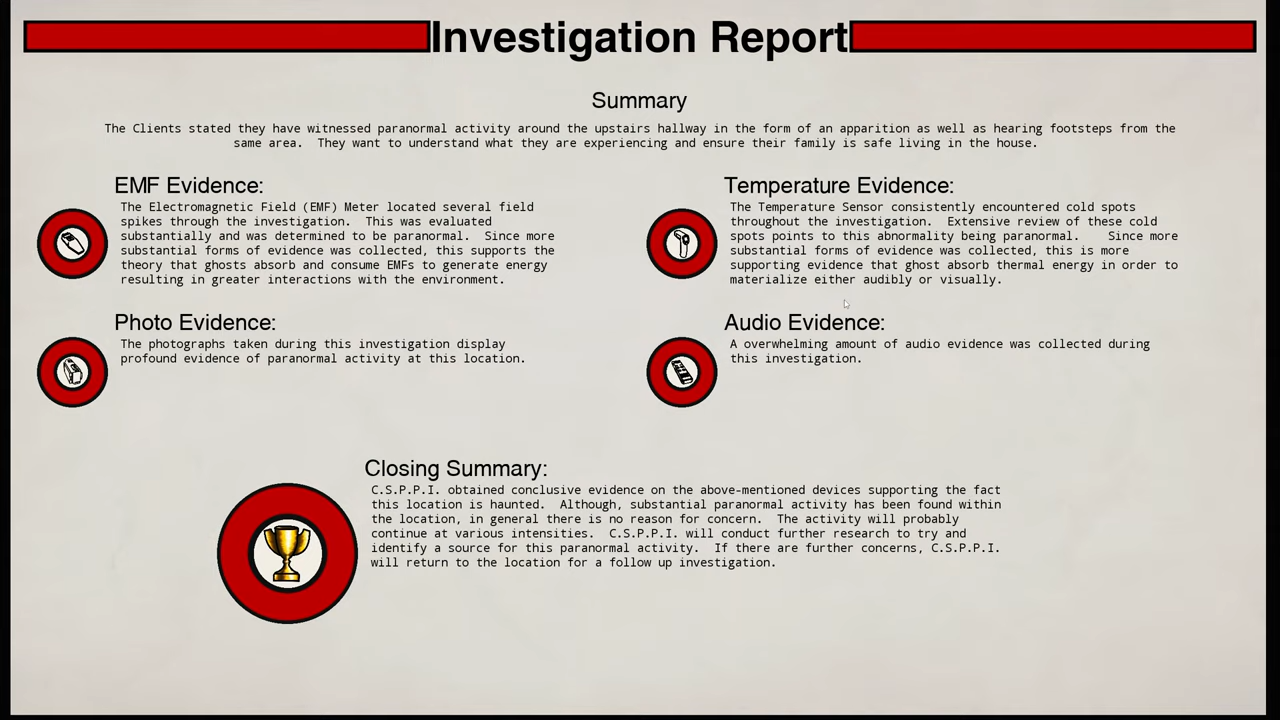 Investigation Report
Summary
The Clients stated they have witnessed paranormal activity around the upstairs hallway in the form of an apparition as well as hearing footsteps from the
same area.  They want to understand what they are experiencing and ensure their family is safe living in the house.
EMF Evidence:
The Electromagnetic Field (EMF) Meter located several field
spikes through the investigation.  This was evaluated
substantially and was determined to be paranormal.  Since more
substantial forms of evidence was collected, this supports the
theory that ghosts absorb and consume EMFs to generate energy
resulting in greater interactions with the environment.
Temperature Evidence:
The Temperature Sensor consistently encountered cold spots
throughout the investigation.  Extensive review of these cold
spots points to this abnormality being paranormal.    Since more
substantial forms of evidence was collected, this is more
supporting evidence that ghost absorb thermal energy in order to
materialize either audibly or visually.
Photo Evidence:
The photographs taken during this investigation display
profound evidence of paranormal activity at this location.
Audio Evidence:
A overwhelming amount of audio evidence was collected during
this investigation.
Closing Summary:
C.S.P.P.I. obtained conclusive evidence on the above-mentioned devices supporting the fact
this location is haunted.  Although, substantial paranormal activity has been found within
the location, in general there is no reason for concern.  The activity will probably
continue at various intensities.  C.S.P.P.I. will conduct further research to try and
identify a source for this paranormal activity.  If there are further concerns, C.S.P.P.I.
will return to the location for a follow up investigation.